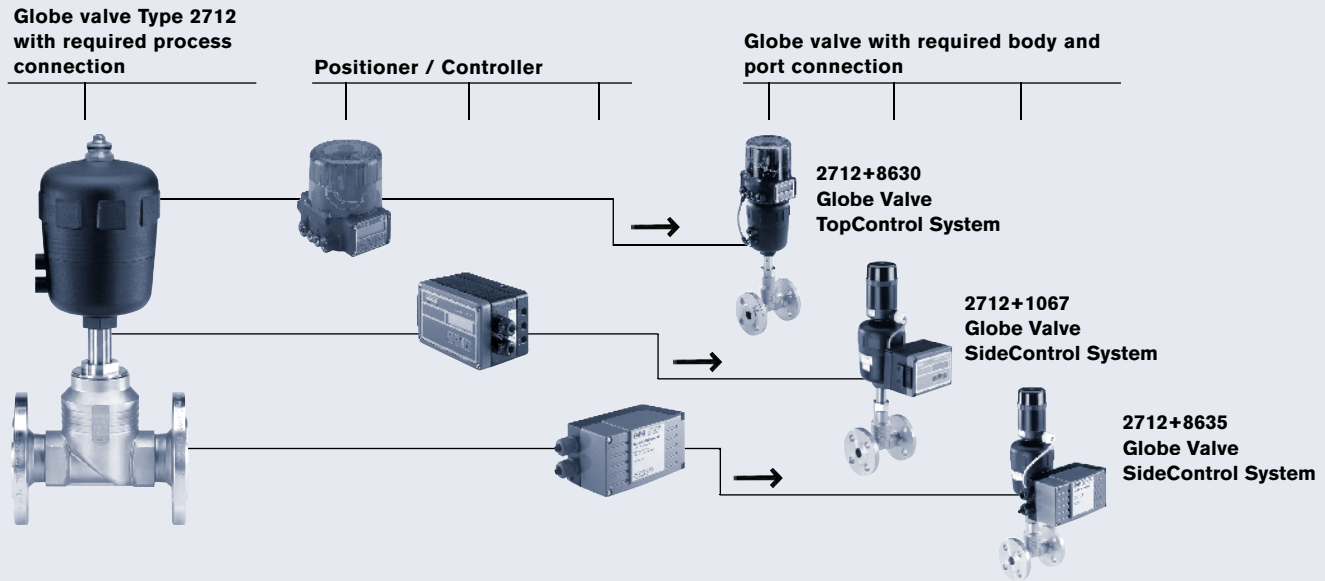 Globe valve Type 2712
with required process
connection
Positioner / Controller
Globe valve with required body and
port connection
2712+8630
Globe Valve
TopControl System
2712+1067
Globe Valve
SideControl System
2712+8635
Globe Valve
SideControl System